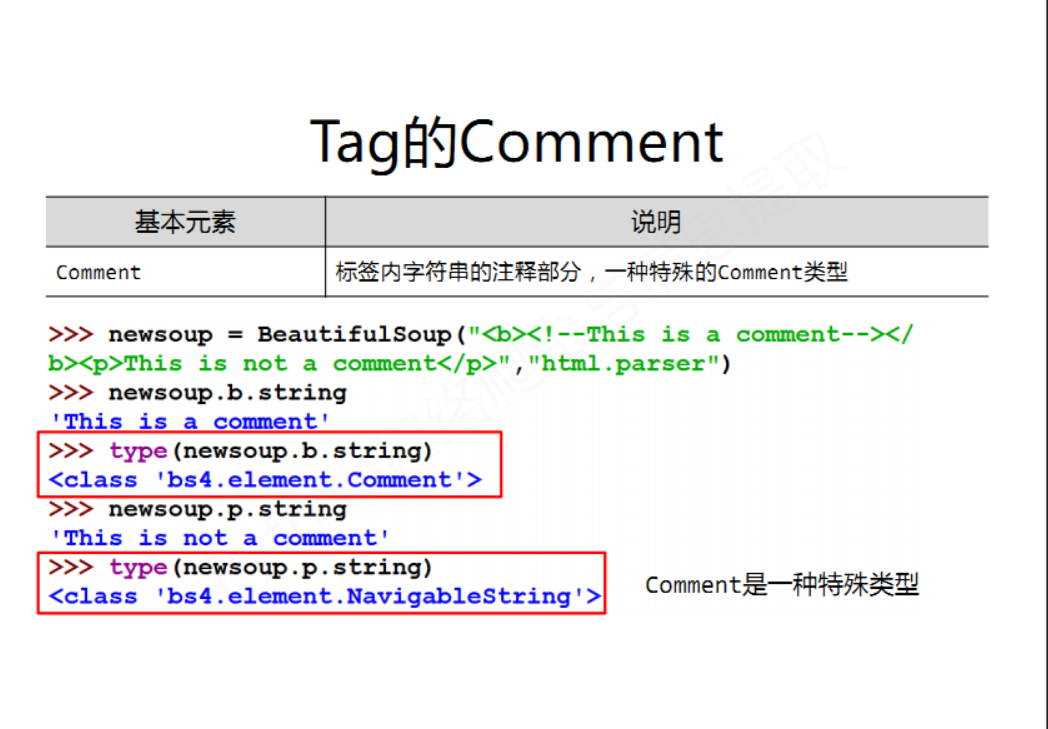 Tag的Comment
基本元素 说明
Comment 标签内字符串的注释部分，一种特殊的Comment类型
>>> newsoup = BeautifulSoup("<b><!--This is a comment--></
b><p>This is not a comment</p>","html.parser")
>>> newsoup.b.string
'This is a comment'
>>> type(newsoup.b.string)
<class 'bs4.element.Comment'>
>>> newsoup.p.string
'This is not a comment'
>>> type(newsoup.p.string)
<class 'bs4.element.NavigableString'>
Comment是一种特殊类型